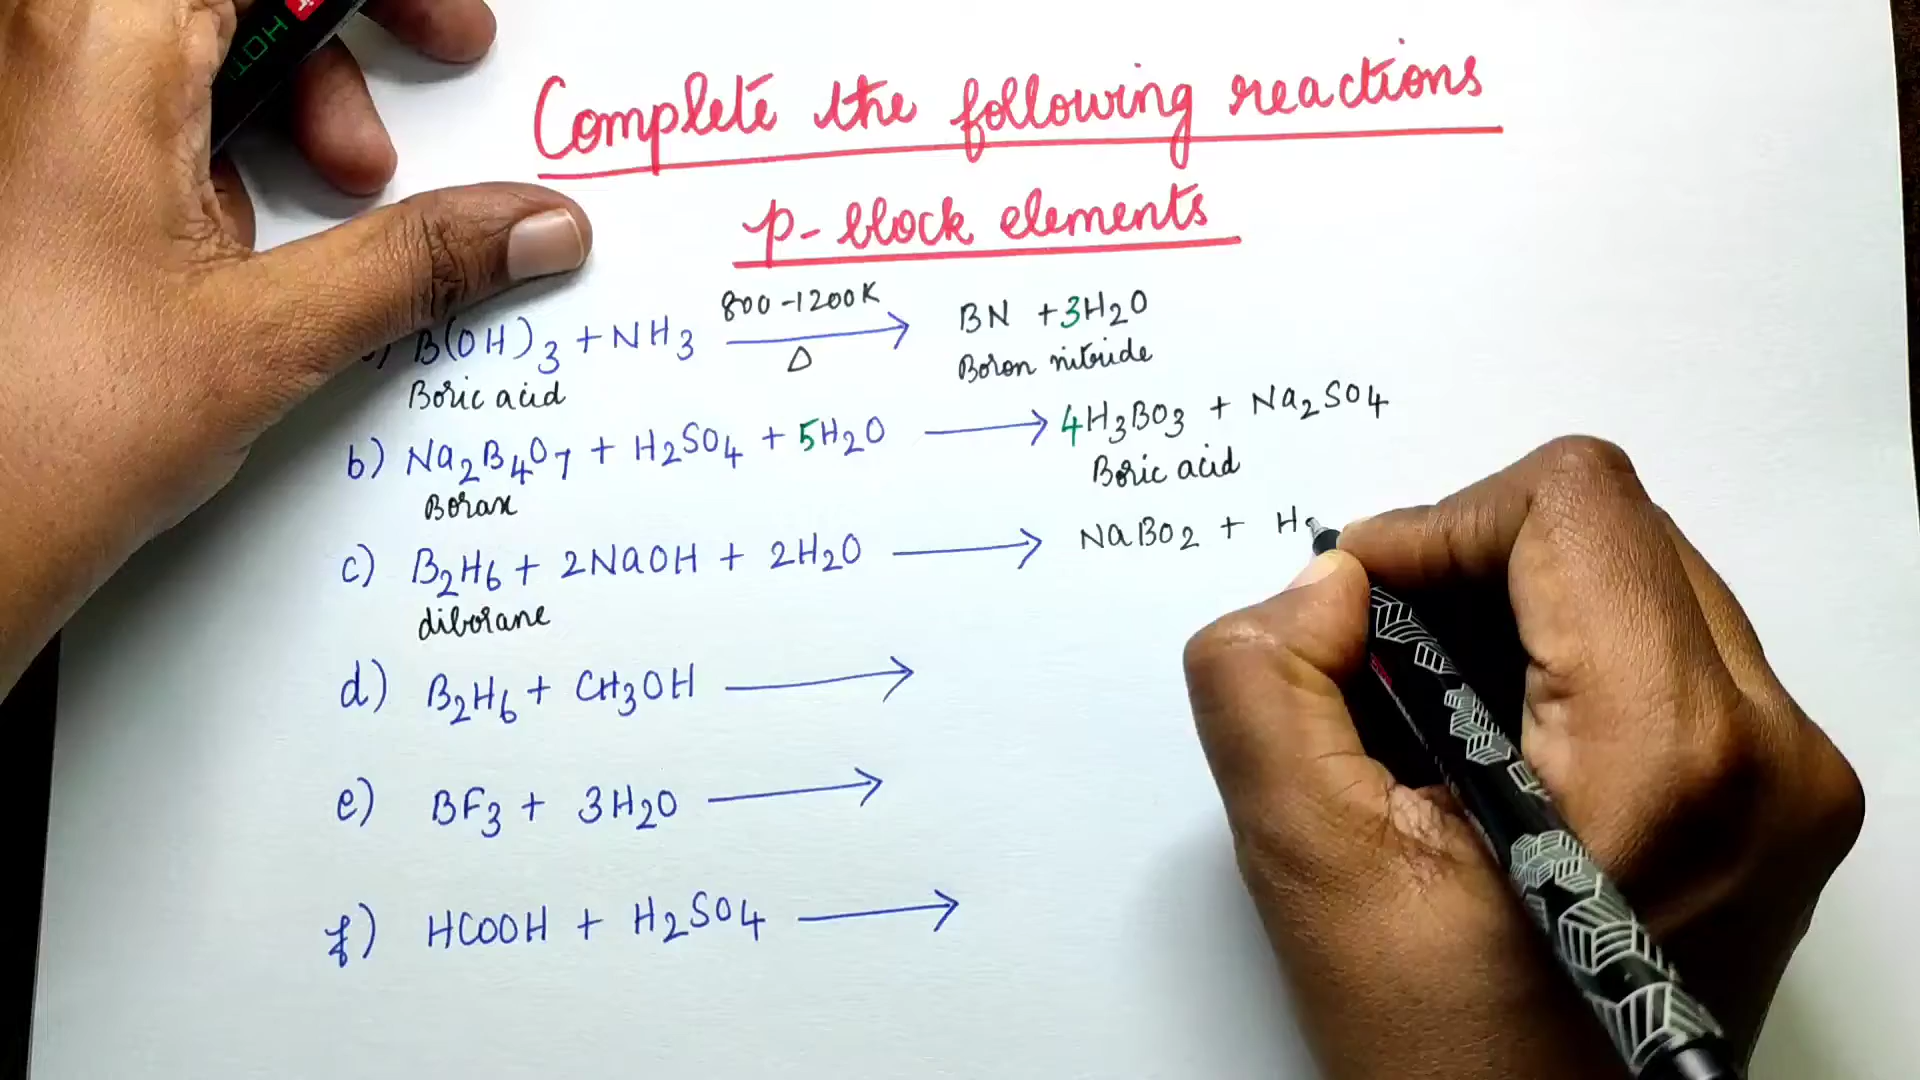 Complete the following reactions
p-block elements
B(OH)3 + NH3 800-1200K Δ → BN + 3H2O
Boric acid Boron nitride
b) Na2B4O7 + H2SO4 + 5H2O → 4H3BO3 + Na2SO4
Borax Boric acid
c) B2H6 + 2NaOH + 2H2O → NaBO2 + H
diborane
d) B2H6 + CH3OH →
e) BF3 + 3H2O →
f) HCOOH + H2SO4 →